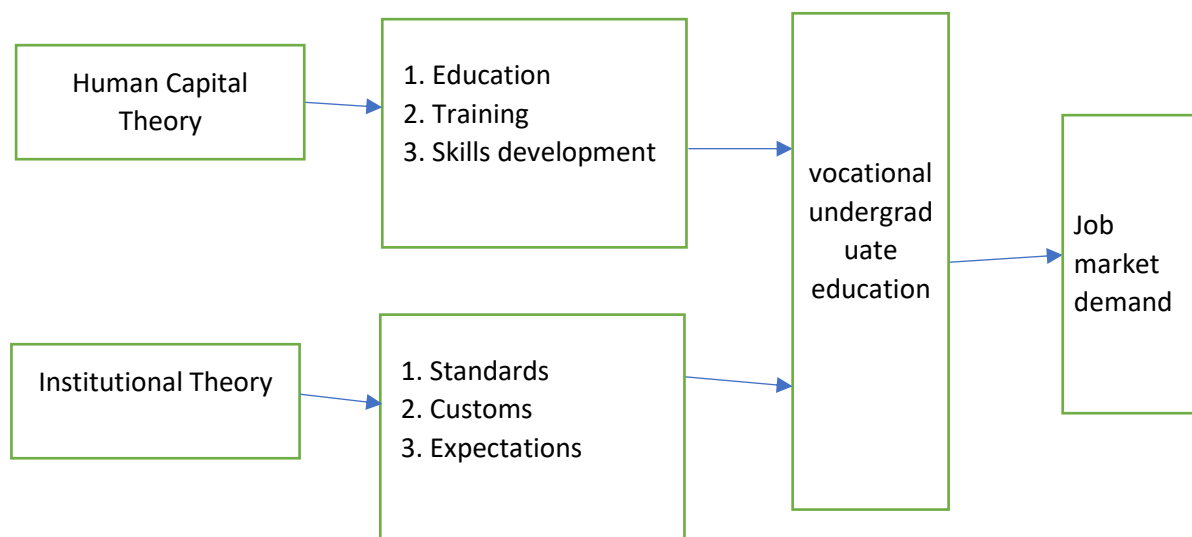 Human Capital
Theory
1. Education
2. Training
3. Skills development
Institutional Theory
1. Standards
2. Customs
3. Expectations
vocational
undergrad
uate
education
Job
market
demand